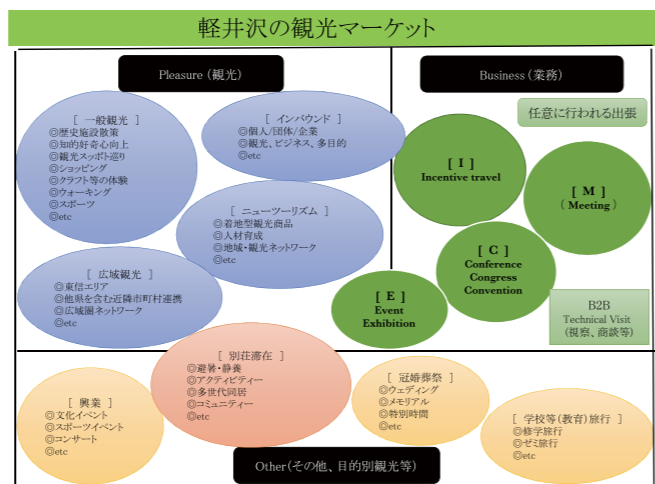 軽井沢の観光マーケット
Pleasure（観光）
Business（業務）
［ 一般観光 ］
◎歴史施設散策
◎知的好奇心向上
◎観光スッポト巡り
◎ショッピング
◎クラフト等の体験
◎ウォーキング
◎スポーツ
◎etc
［ インバウンド ］
◎個人/団体/企業
◎観光、ビジネス、多目的
◎etc
［ ニューツーリズム ］
◎着地型観光商品
◎人材育成
◎地域・観光ネットワーク
◎etc
［ 広域観光 ］
◎東信エリア
◎他県を含む近隣市町村連携
◎広域圏ネットワーク
◎etc
任意に行われる出張
［ I ］
Incentive travel
［ M ］
（ Meeting ）
［ C ］
Conference
Congress
Convention
［ E ］
Event
Exhibition
B2B
Technical Visit
（視察、商談等）
［ 別荘滞在 ］
◎避暑・静養
◎アクティビティー
◎多世代同居
◎コミュニティー
◎etc
［ 興業 ］
◎文化イベント
◎スポーツイベント
◎コンサート
◎etc
［ 冠婚葬祭 ］
◎ウェディング
◎メモリアル
◎特別時間
◎etc
［ 学校等（教育）旅行 ］
◎修学旅行
◎ゼミ旅行
◎etc
Other（その他、目的別観光等）